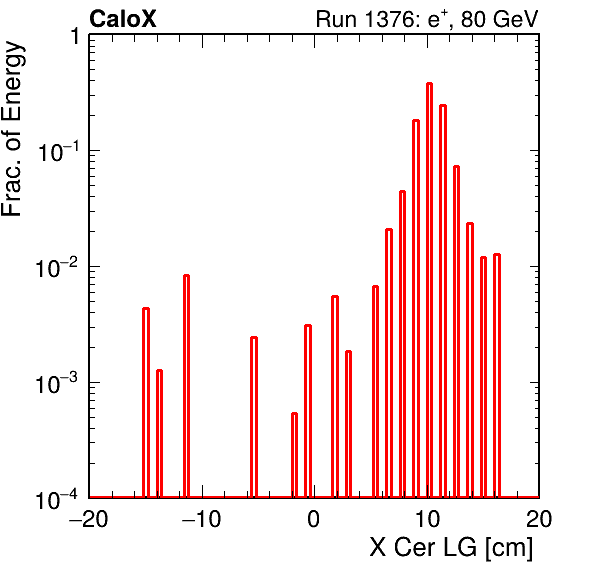 CaloX Run 1376: e⁺, 80 GeV
Frac. of Energy
1
10⁻¹
10⁻²
10⁻³
10⁻⁴
−20 −10 0 10 20
X Cer LG [cm]